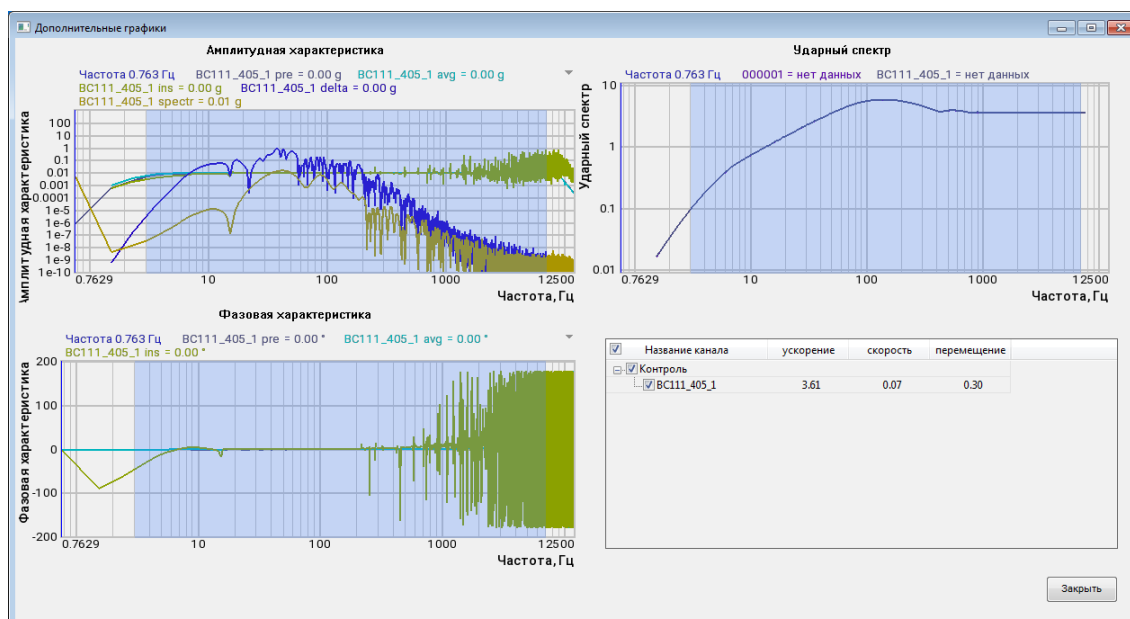 Дополнительные графики
Амплитудная характеристика
Частота 0.763 Гц BC111_405_1 pre = 0.00 g BC111_405_1 avg = 0.00 g
BC111_405_1 ins = 0.00 g BC111_405_1 delta = 0.00 g
BC111_405_1 spectr = 0.01 g
Амплитудная характеристика
100
10
1
0.1
0.01
0.001
0.0001
1e-5
1e-6
1e-7
1e-8
1e-9
1e-10
0.7629 10 100 1000 12500
Частота, Гц
Ударный спектр
Частота 0.763 Гц 000001 = нет данных BC111_405_1 = нет данных
Ударный спектр
10
1
0.1
0.01
0.7629 10 100 1000 12500
Частота, Гц
Фазовая характеристика
Частота 0.763 Гц BC111_405_1 pre = 0.00 ° BC111_405_1 avg = 0.00 °
BC111_405_1 ins = 0.00 °
Фазовая характеристика
200
100
0
-100
-200
0.7629 10 100 1000 12500
Частота, Гц
Название канала ускорение скорость перемещение
Контроль
BC111_405_1 3.61 0.07 0.30
Закрыть